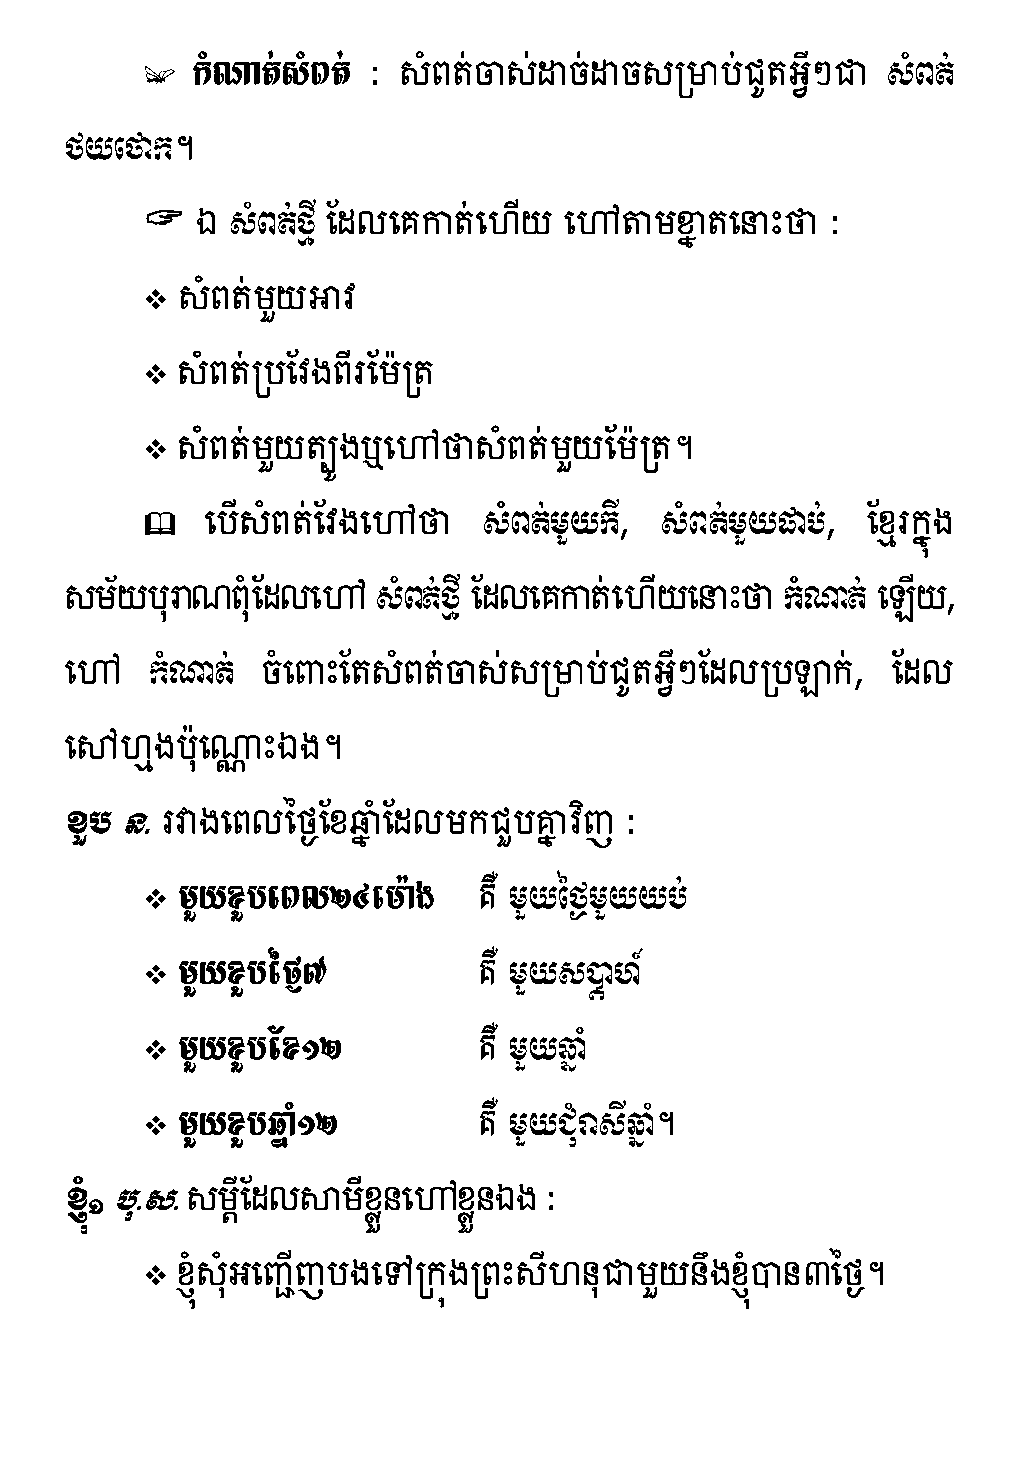 កំណាត់សំពត់ : សំពត់ចាស់ដាច់ដាចសម្រាប់ជូតអ្វីៗជា សំពត់
ថយថោក។
ឯ សំពត់ថ្មី ដែលគេកាត់ហើយ ហៅតាមខ្នាតនោះថា :
❖ សំពត់មួយអាវ
❖ សំពត់ប្រវែងពីរម៉ែត្រ
❖ សំពត់មួយត្បូងឬហៅថាសំពត់មួយម៉ែត្រ។
បើសំពត់វែងហៅថា សំពត់មួយកី, សំពត់មួយផាប់, ខ្មែរក្នុង
សម័យបុរាណពុំដែលហៅ សំពត់ថ្មី ដែលគេកាត់ហើយនោះថា កំណាត់ ឡើយ,
ហៅ កំណាត់ ចំពោះតែសំពត់ចាស់សម្រាប់ជូតអ្វីៗដែលប្រឡាក់, ដែល
សៅហ្មងប៉ុណ្ណោះឯង។
ខួប ន. រវាងពេលថ្ងៃខែឆ្នាំដែលមកជួបគ្នាវិញ :
❖ មួយខួបពេល២៤ម៉ោង គឺ មួយថ្ងៃមួយយប់
❖ មួយខួបថ្ងៃ៧ គឺ មួយសប្ដាហ៍
❖ មួយខួបខែ១២ គឺ មួយឆ្នាំ
❖ មួយខួបឆ្នាំ១២ គឺ មួយជុំរាសីឆ្នាំ។
ខ្ញុំ១ បុ.ស. សម្ដីដែលសាមីខ្លួនហៅខ្លួនឯង :
❖ ខ្ញុំសុំអញ្ជើញបងទៅក្រុងព្រះសីហនុជាមួយនឹងខ្ញុំបាន៣ថ្ងៃ។